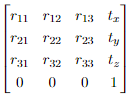 r11 r12 r13 tx
r21 r22 r23 ty
r31 r32 r33 tz
0 0 0 1